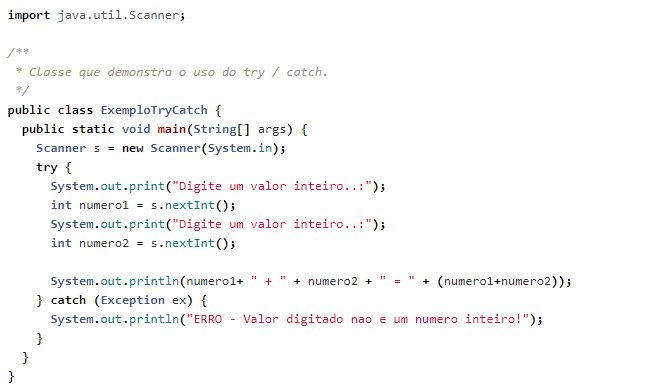 import java.util.Scanner;

/**
 * Classe que demonstra o uso do try / catch.
 */
public class ExemploTryCatch {
  public static void main(String[] args) {
    Scanner s = new Scanner(System.in);
    try {
      System.out.print("Digite um valor inteiro..:");
      int numero1 = s.nextInt();
      System.out.print("Digite um valor inteiro..:");
      int numero2 = s.nextInt();

      System.out.println(numero1+ " + " + numero2 + " = " + (numero1+numero2));
    } catch (Exception ex) {
      System.out.println("ERRO - Valor digitado nao e um numero inteiro!");
    }
  }
}